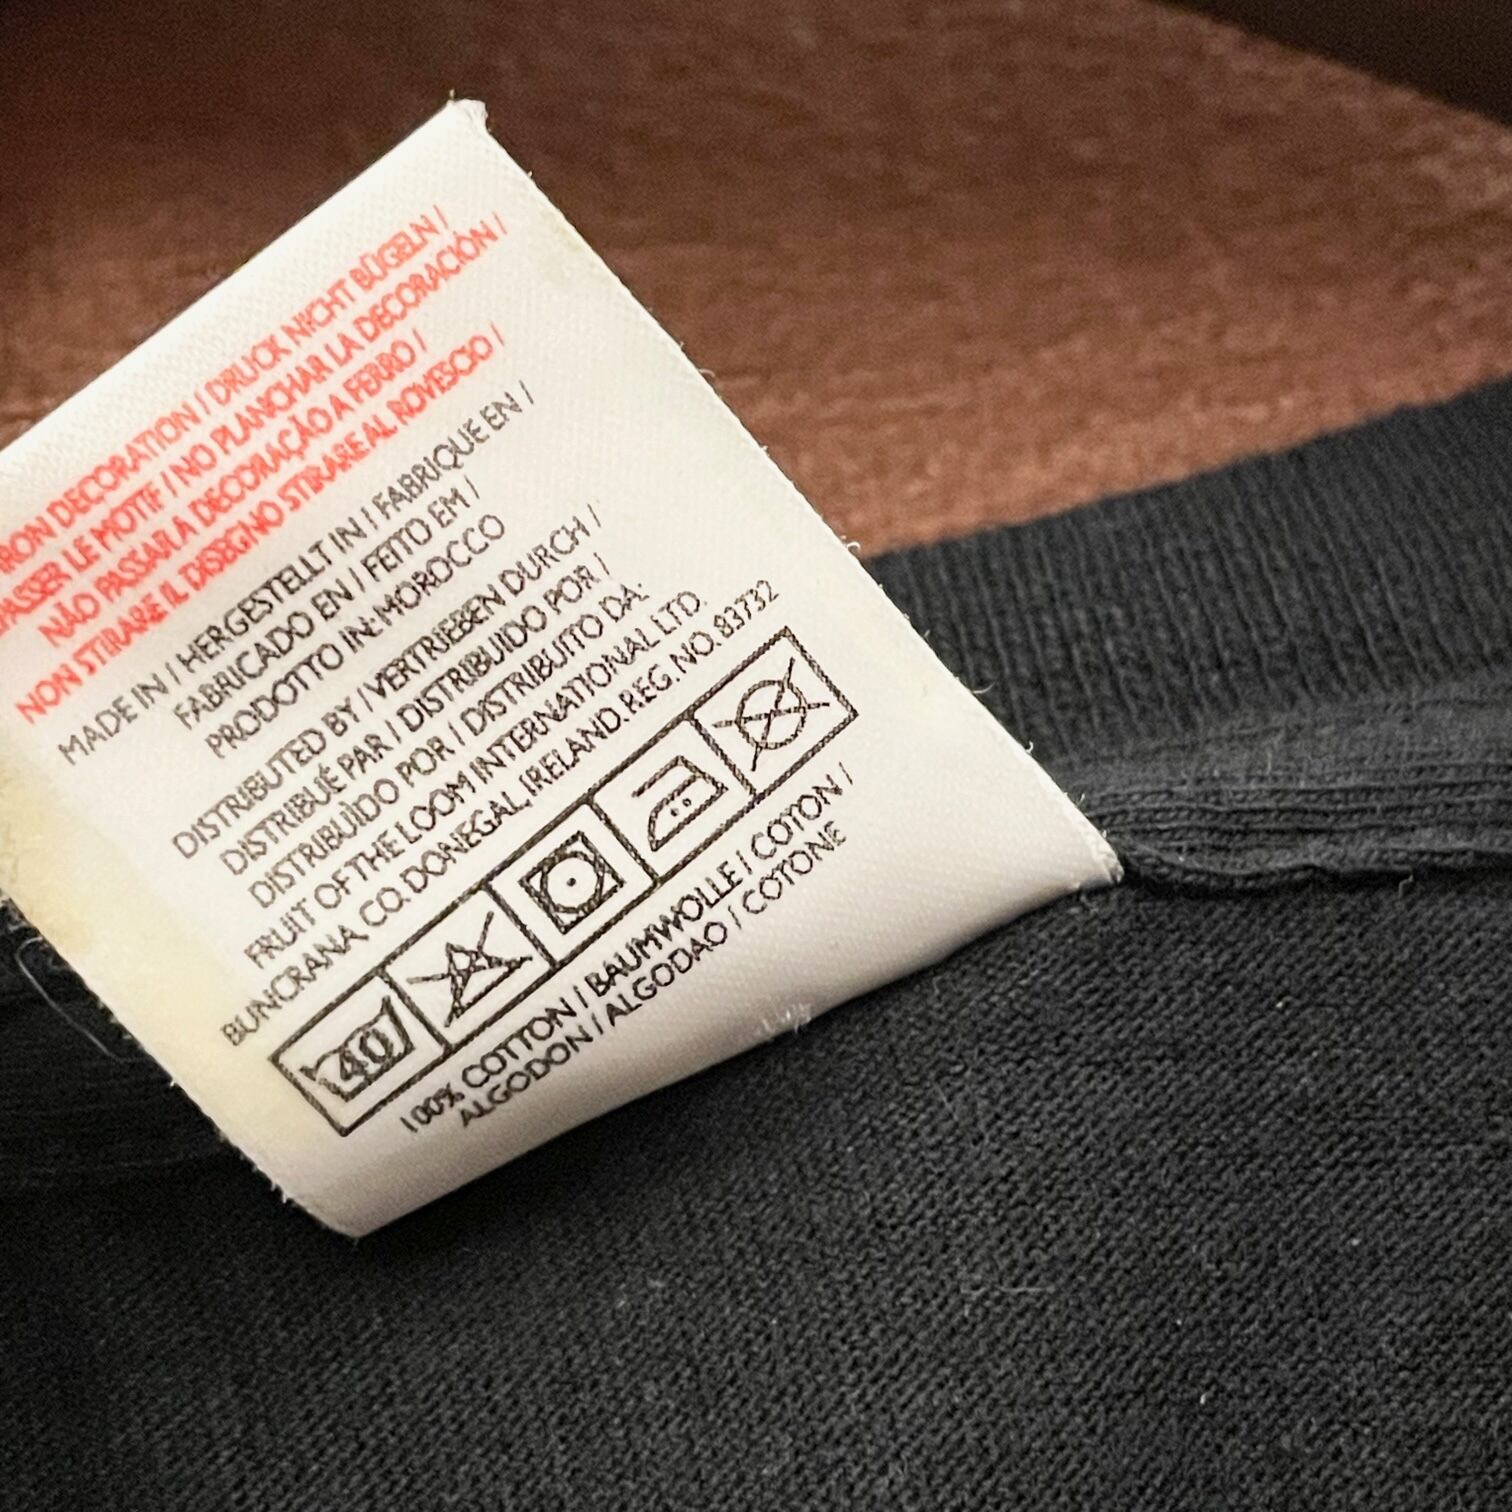 IRON DECORATION / DRUCK NICHT BÜGELN /
PASSER LE MOTIF / NO PLANCHAR LA DECORACIÓN /
NÃO PASSAR A DECORAÇÃO A FERRO /
NON STIRARE IL DISEGNO STIRARE AL ROVESCIO /
MADE IN / HERGESTELLT IN / FABRIQUE EN /
FABRICADO EN / FEITO EM /
PRODOTTO IN: MOROCCO
DISTRIBUTED BY / VERTRIEBEN DURCH /
DISTRIBUÉ PAR / DISTRIBUIDO POR /
DISTRIBUÌDO POR / DISTRIBUITO DA:
FRUIT OF THE LOOM INTERNATIONAL LTD.
BUNCRANA CO. DONEGAL, IRELAND. REG. NO. 83732
40
100% COTTON / BAUMWOLLE / COTON /
ALGODON / ALGODAO / COTONE